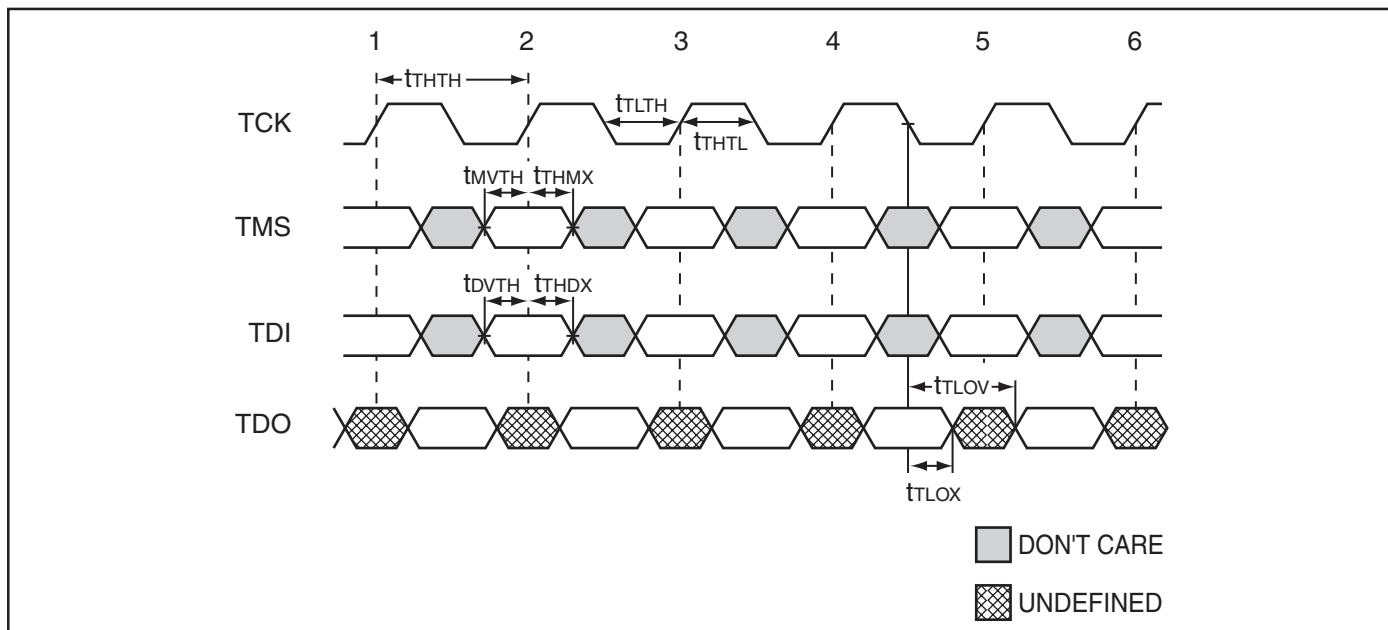 1 2 3 4 5 6
tTHTH
tTLTH
TCK
tTHTL
tMVTH tTHMX
TMS
tDVTH tTHDX
TDI
tTLOV
TDO
tTLOX
DON'T CARE
UNDEFINED